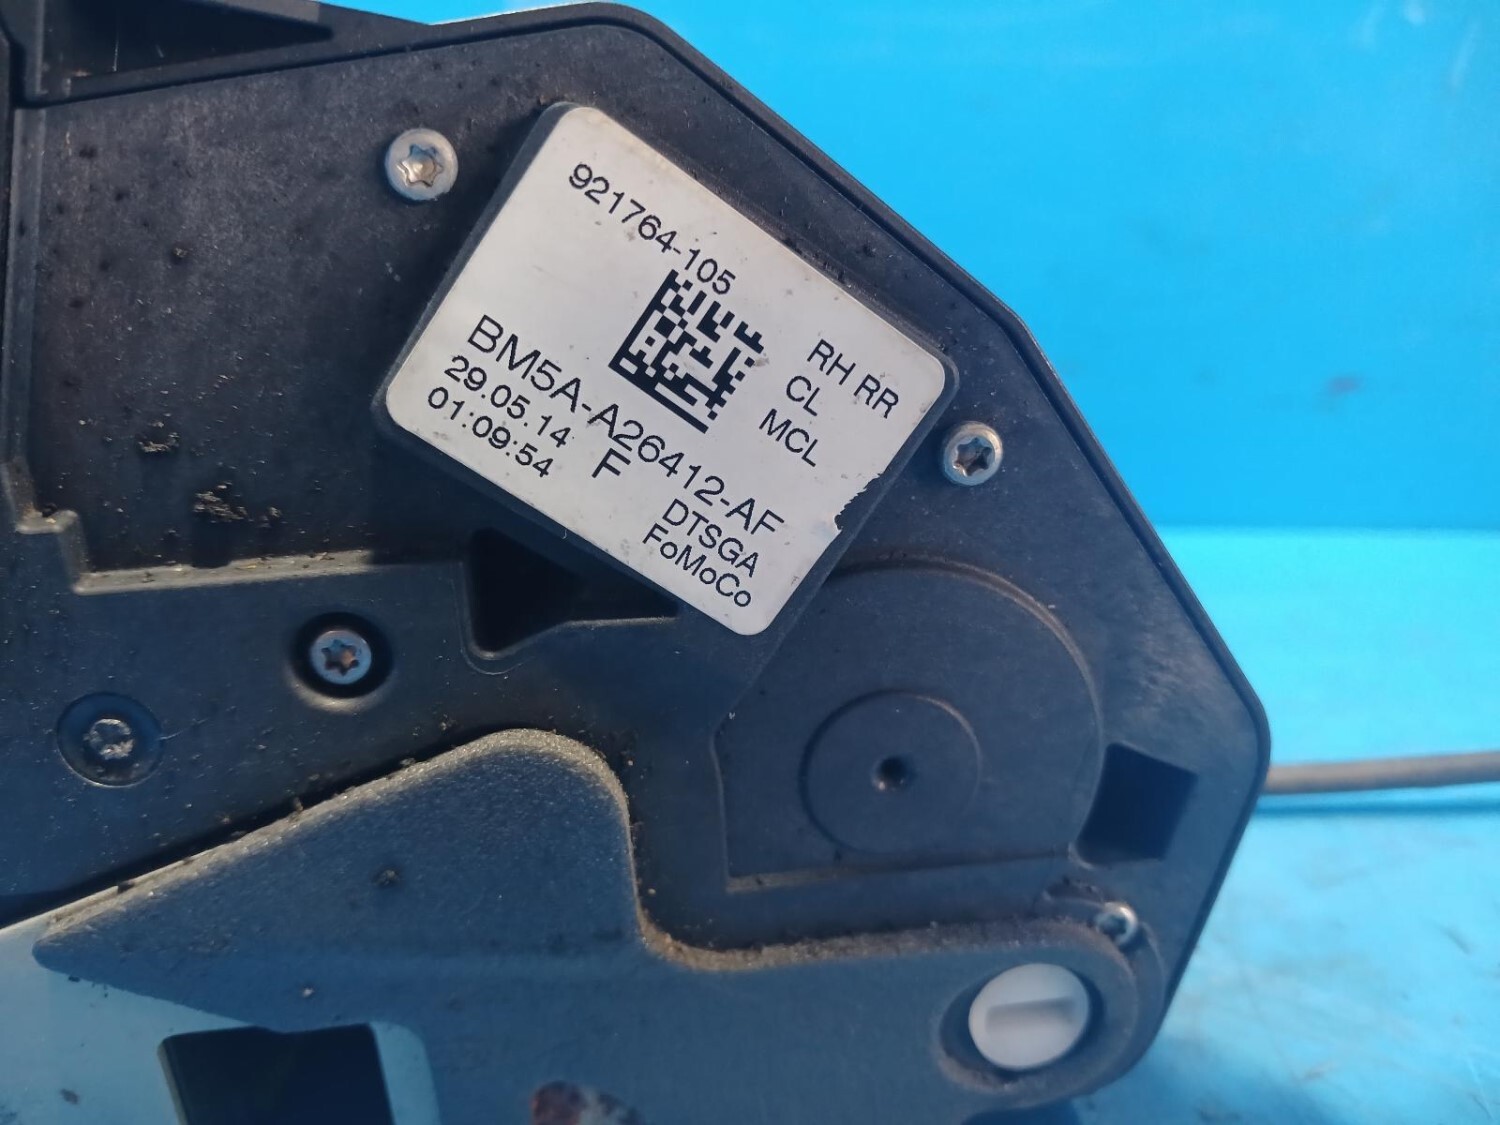 921764-105
RH RR
CL
MCL
BM5A-A26412-AF
29.05.14 F
01:09:54
DTSGA
FoMoCo